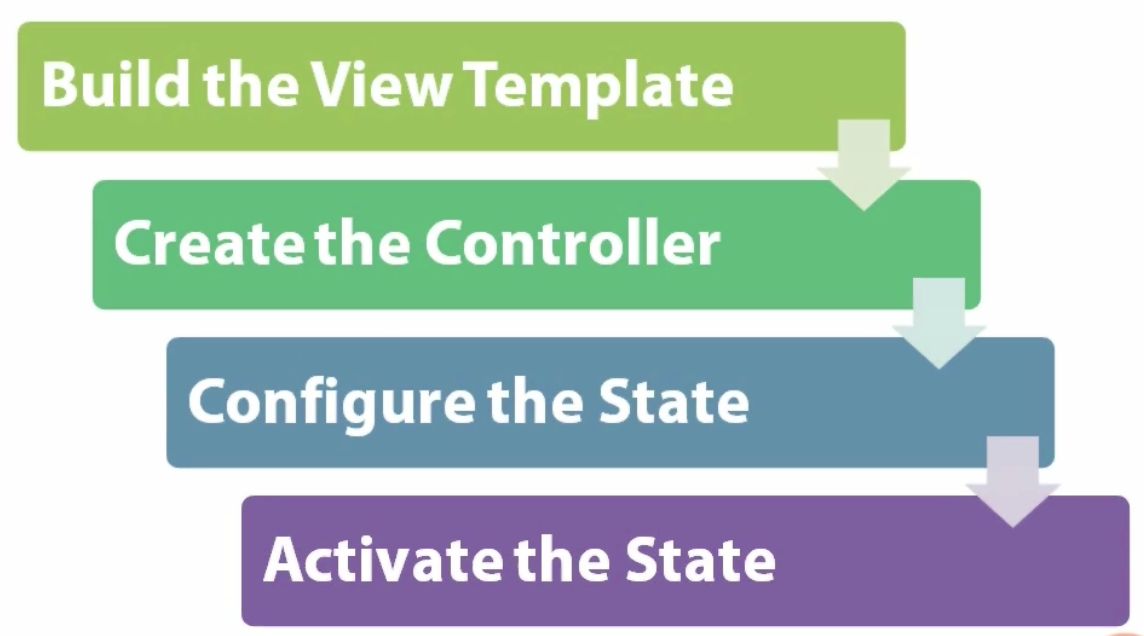 Build the View Template
Create the Controller
Configure the State
Activate the State